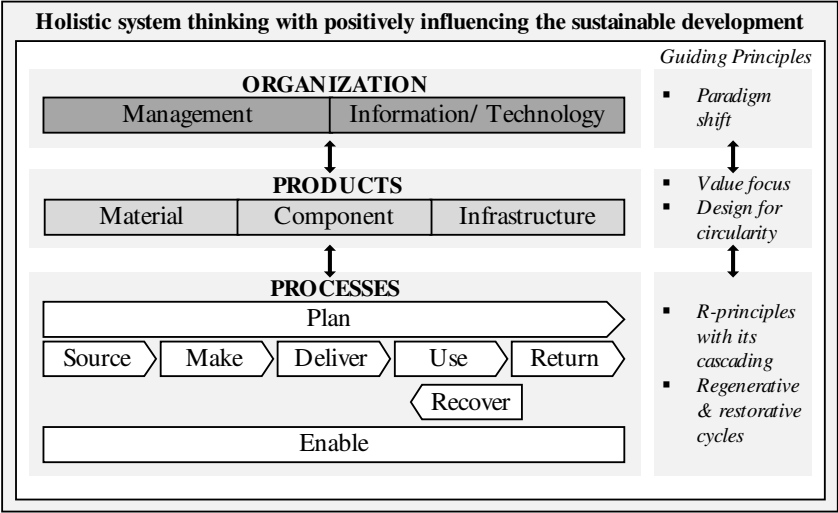 Holistic system thinking with positively influencing the sustainable development
Guiding Principles
ORGANIZATION
Management
Information/ Technology
▪ Paradigm
shift
PRODUCTS
Material
Component
Infrastructure
▪ Value focus
▪ Design for
circularity
PROCESSES
Plan
Source
Make
Deliver
Use
Return
Recover
Enable
▪ R-principles
with its
cascading
▪ Regenerative
& restorative
cycles